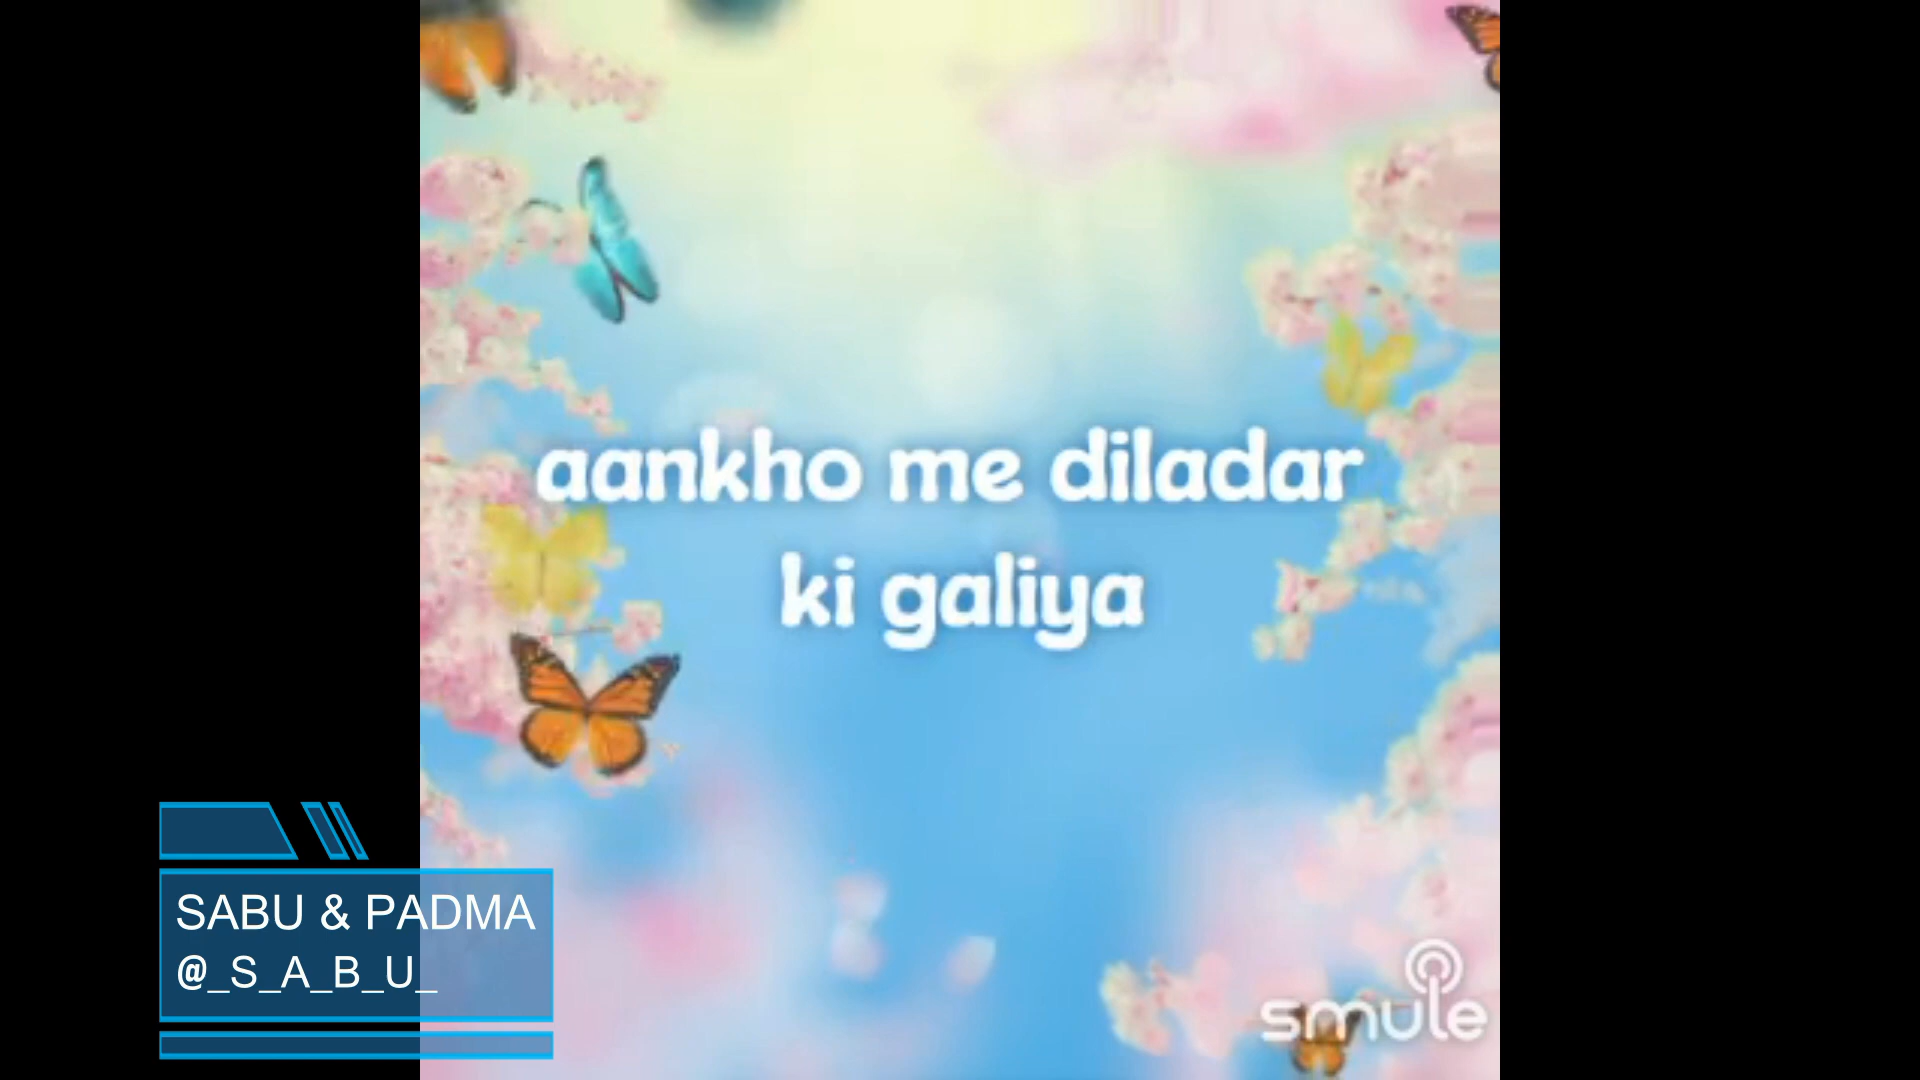 aankho me diladar
ki galiya
SABU & PADMA
@_S_A_B_U_
smule